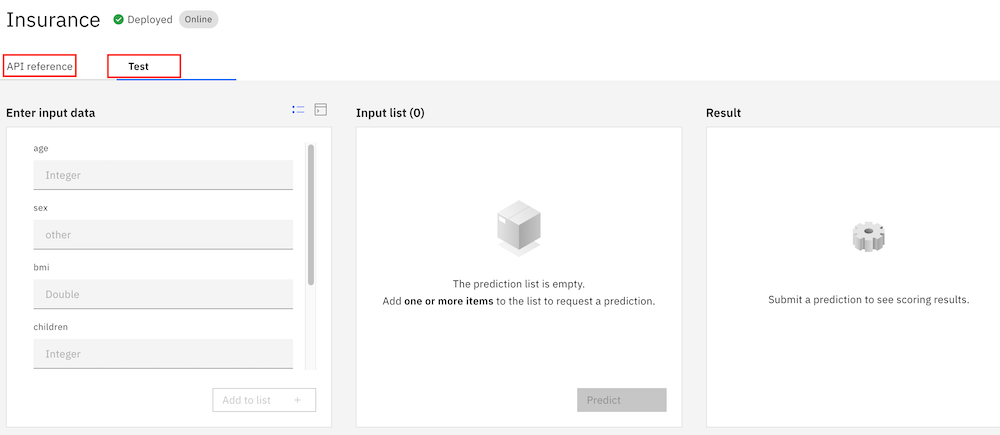 Insurance Deployed Online
API reference Test
Enter input data
age
Integer
sex
other
bmi
Double
children
Integer
Add to list +
Input list (0)
The prediction list is empty.
Add one or more items to the list to request a prediction.
Predict
Result
Submit a prediction to see scoring results.